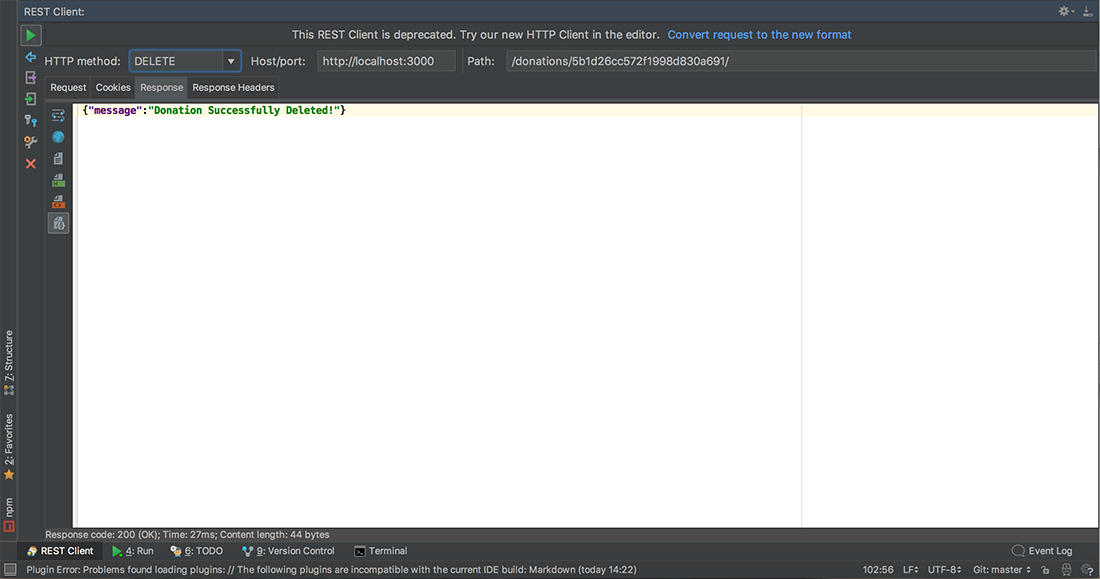 REST Client:
This REST Client is deprecated. Try our new HTTP Client in the editor. Convert request to the new format
HTTP method: DELETE Host/port: http://localhost:3000 Path: /donations/5b1d26cc572f1998d830a691/
Request Cookies Response Response Headers
{"message":"Donation Successfully Deleted!"}
7: Structure
2: Favorites
npm
Response code: 200 (OK); Time: 27ms; Content length: 44 bytes
REST Client 4: Run 6: TODO 9: Version Control Terminal Event Log
Plugin Error: Problems found loading plugins: // The following plugins are incompatible with the current IDE build: Markdown (today 14:22) 102:56 LF UTF-8 Git: master